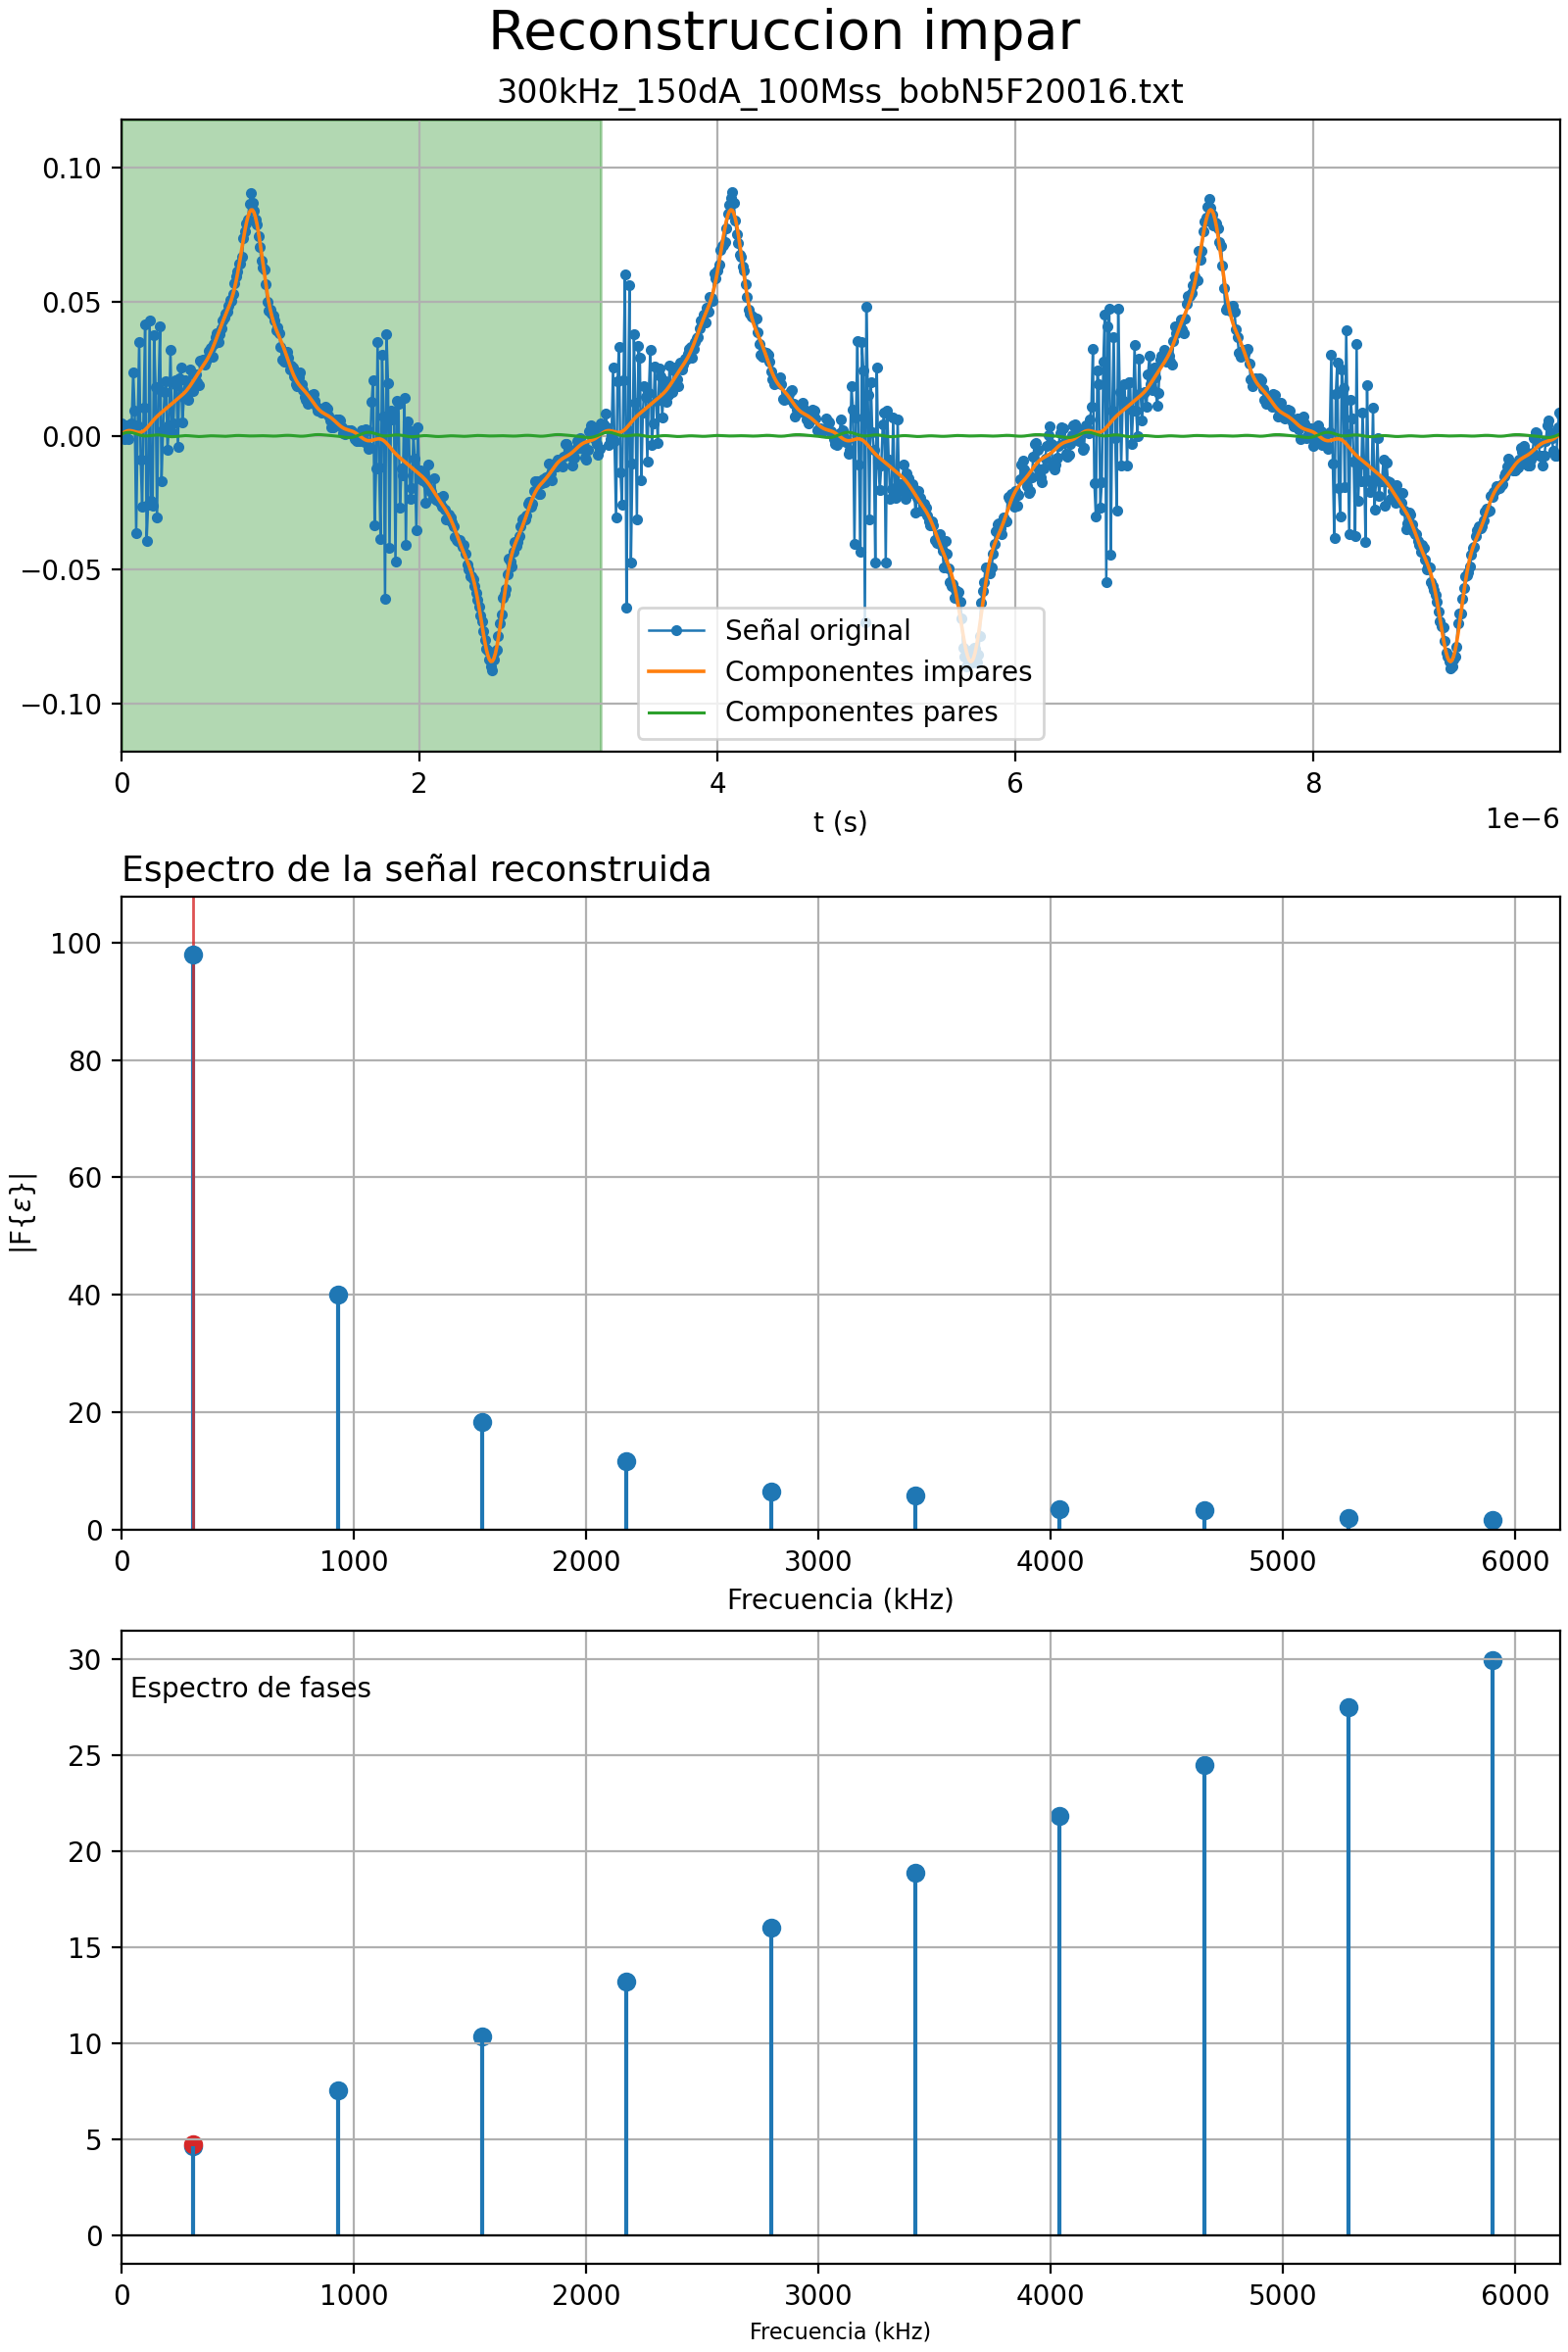 Reconstruccion impar
300kHz_150dA_100Mss_bobN5F20016.txt
0.10
0.05
0.00
−0.05
−0.10
Señal original
Componentes impares
Componentes pares
0 2 4 6 8
t (s)
1e−6
Espectro de la señal reconstruida
100
80
60
40
20
0
|F{ε}|
0 1000 2000 3000 4000 5000 6000
Frecuencia (kHz)
30
Espectro de fases
25
20
15
10
5
0
0 1000 2000 3000 4000 5000 6000
Frecuencia (kHz)